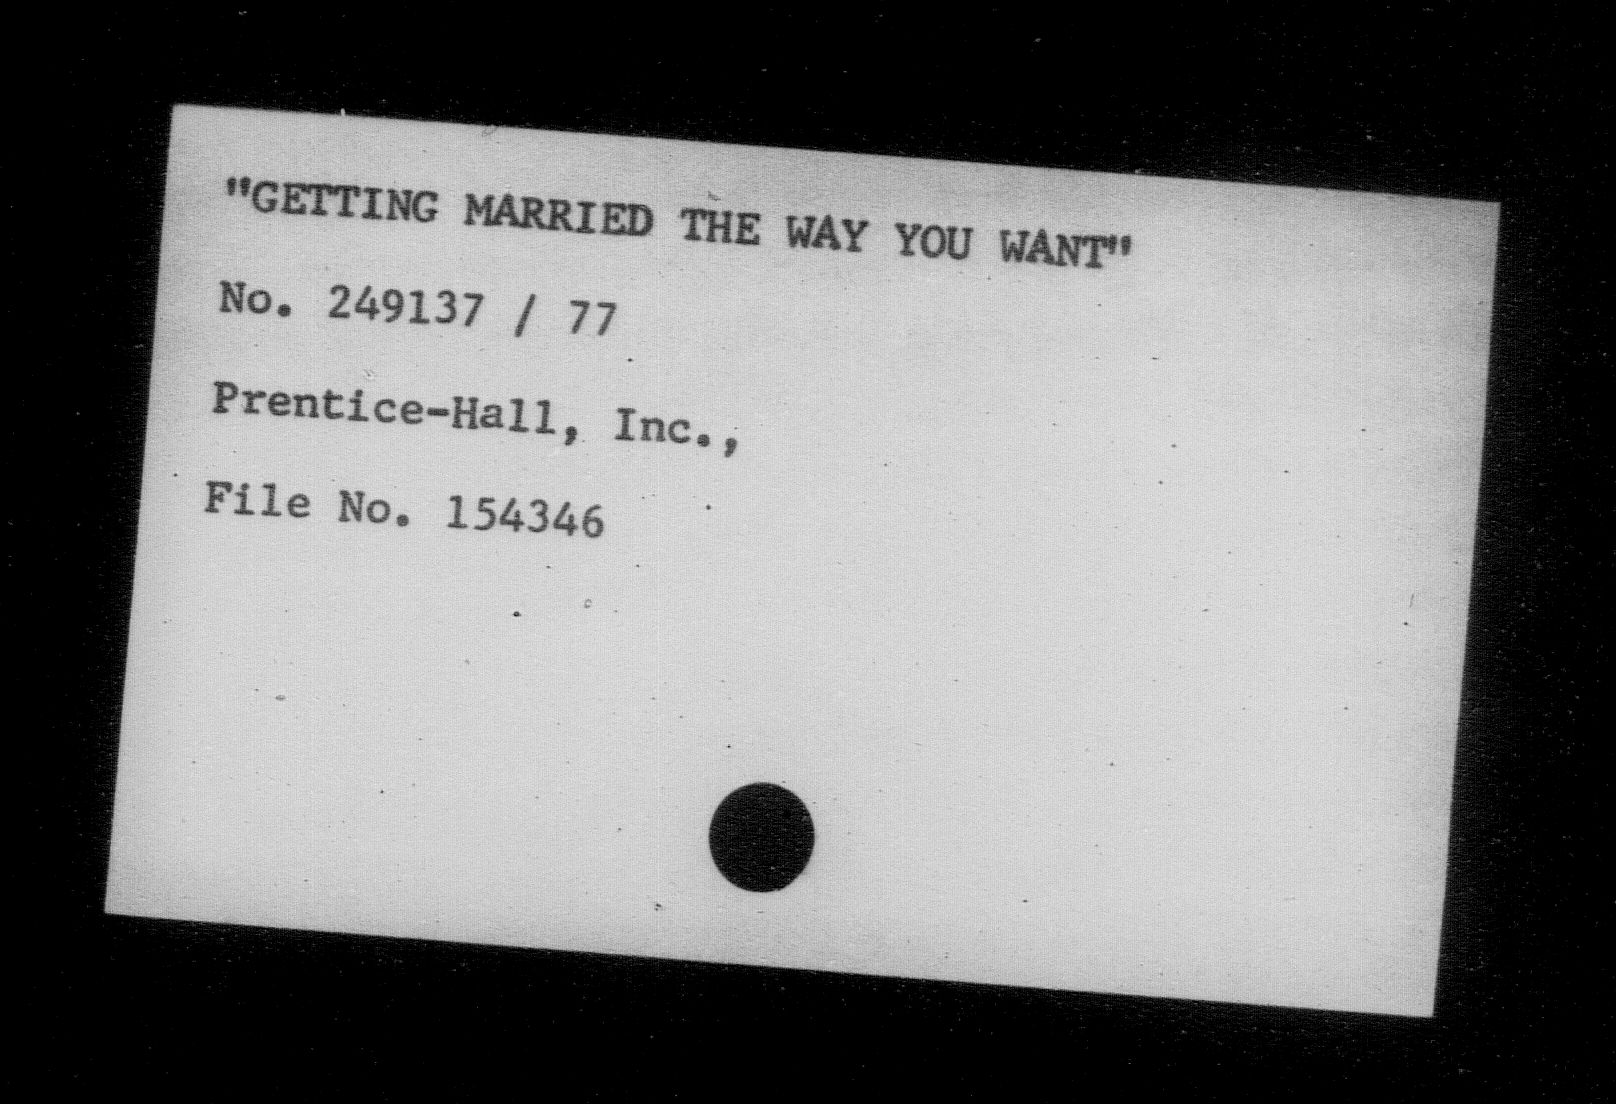 "GETTING MARRIED THE WAY YOU WANT"
No. 249137 / 77
Prentice-Hall, Inc.,
File No. 154346